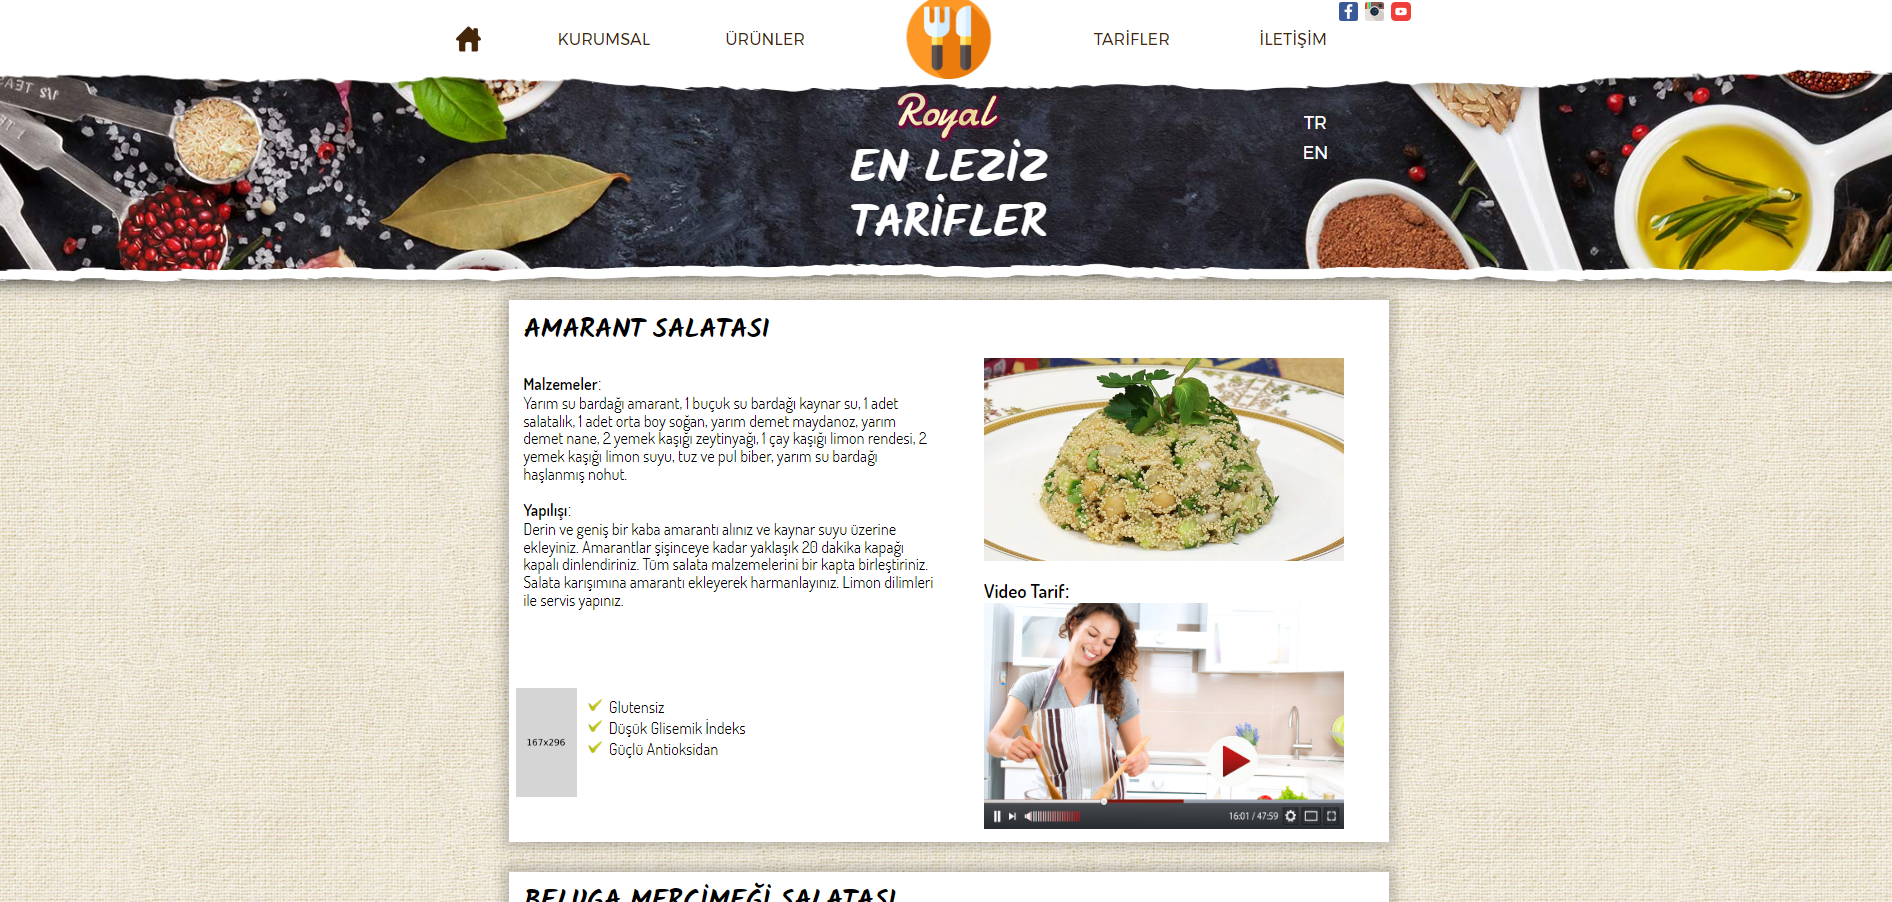 KURUMSAL
ÜRÜNLER
TARİFLER
İLETİŞİM
Royal
EN LEZİZ
TARİFLER
TR
EN
1/2 TEAS
AMARANT SALATASI
Malzemeler:
Yarım su bardağı amarant, 1 buçuk su bardağı kaynar su, 1 adet
salatalık, 1 adet orta boy soğan, yarım demet maydanoz, yarım
demet nane, 2 yemek kaşığı zeytinyağı, 1 çay kaşığı limon rendesi, 2
yemek kaşığı limon suyu, tuz ve pul biber, yarım su bardağı
haşlanmış nohut.
Yapılışı:
Derin ve geniş bir kaba amarantı alınız ve kaynar suyu üzerine
ekleyiniz. Amarantlar şişinceye kadar yaklaşık 20 dakika kapağı
kapalı dinlendiriniz. Tüm salata malzemelerini bir kapta birleştiriniz.
Salata karışımına amarantı ekleyerek harmanlayınız. Limon dilimleri
ile servis yapınız.
167x296
Glutensiz
Düşük Glisemik İndeks
Güçlü Antioksidan
Video Tarif:
16:01 / 47:59
BELUGA MERCİMEĞİ SALATASI